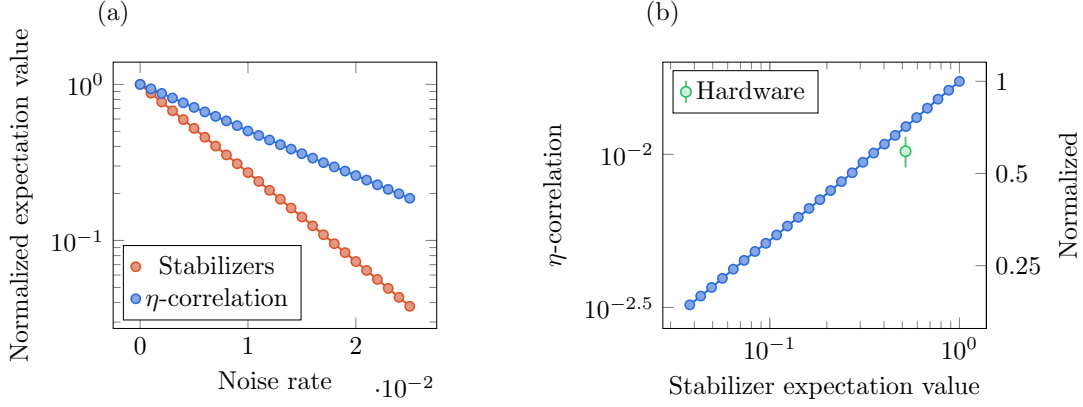 (a)
Normalized expectation value
10^0
10^{-1}
Stabilizers
η-correlation
0
1
2
·10^{-2}
Noise rate
(b)
η-correlation
10^{-2}
10^{-2.5}
Hardware
1
0.5
0.25
Normalized
10^{-1}
10^0
Stabilizer expectation value